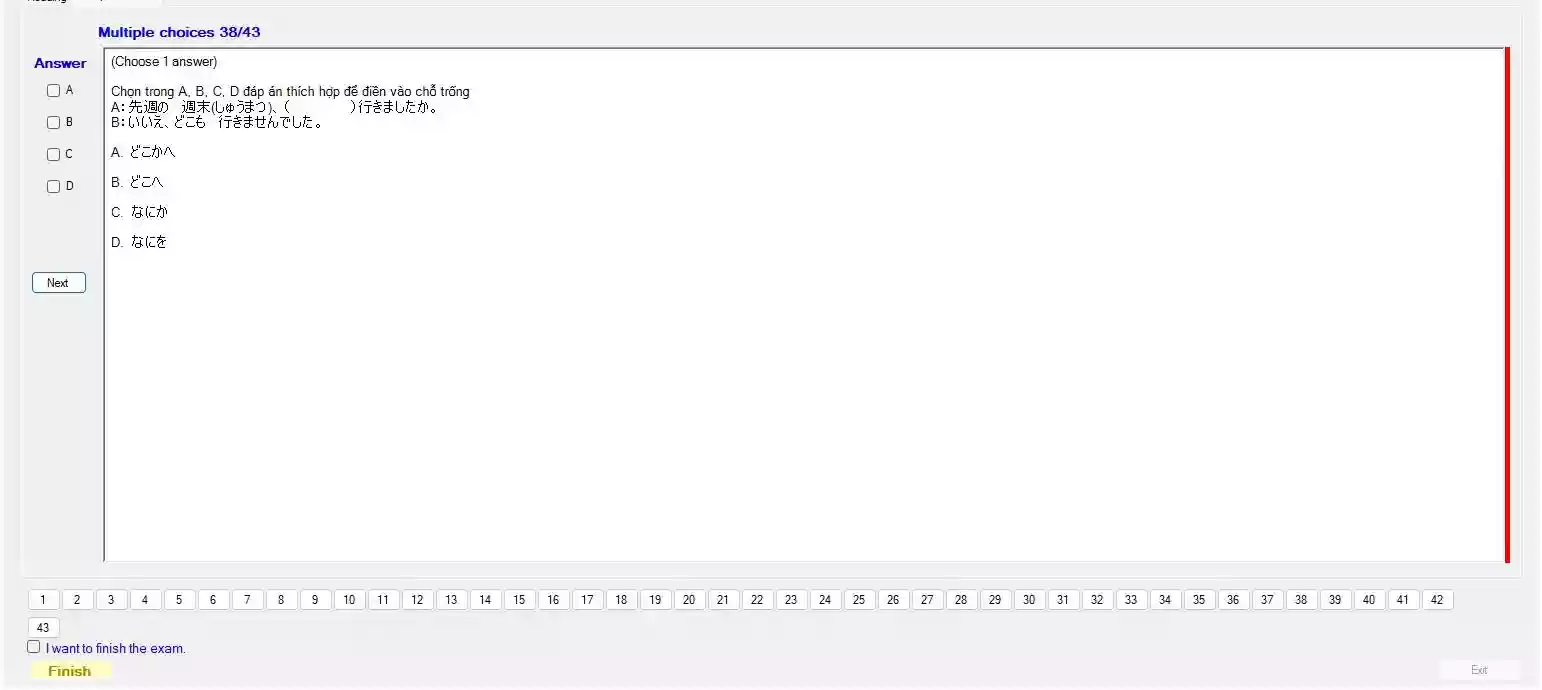 Multiple choices 38/43
Answer
(Choose 1 answer)
A
Chọn trong A, B, C, D đáp án thích hợp để điền vào chỗ trống
A: 先週の　週末(しゅうまつ)、(　　　　)行きましたか。
B
B: いいえ、どこも　行きませんでした。
C
A. どこかへ
D
B. どこへ
C. なにか
D. なにを
Next
1 2 3 4 5 6 7 8 9 10 11 12 13 14 15 16 17 18 19 20 21 22 23 24 25 26 27 28 29 30 31 32 33 34 35 36 37 38 39 40 41 42
43
I want to finish the exam.
Finish
Exit